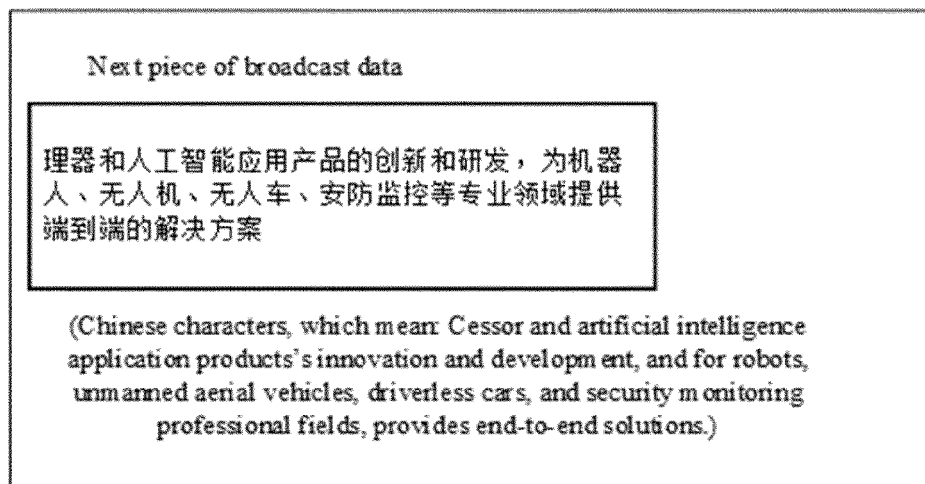 Next piece of broadcast data
理器和人工智能应用产品的创新和研发，为机器
人、无人机、无人车、安防监控等专业领域提供
端到端的解决方案
(Chinese characters, which mean: Cessor and artificial intelligence
application products's innovation and development, and for robots,
unmanned aerial vehicles, driverless cars, and security monitoring
professional fields, provides end-to-end solutions.)